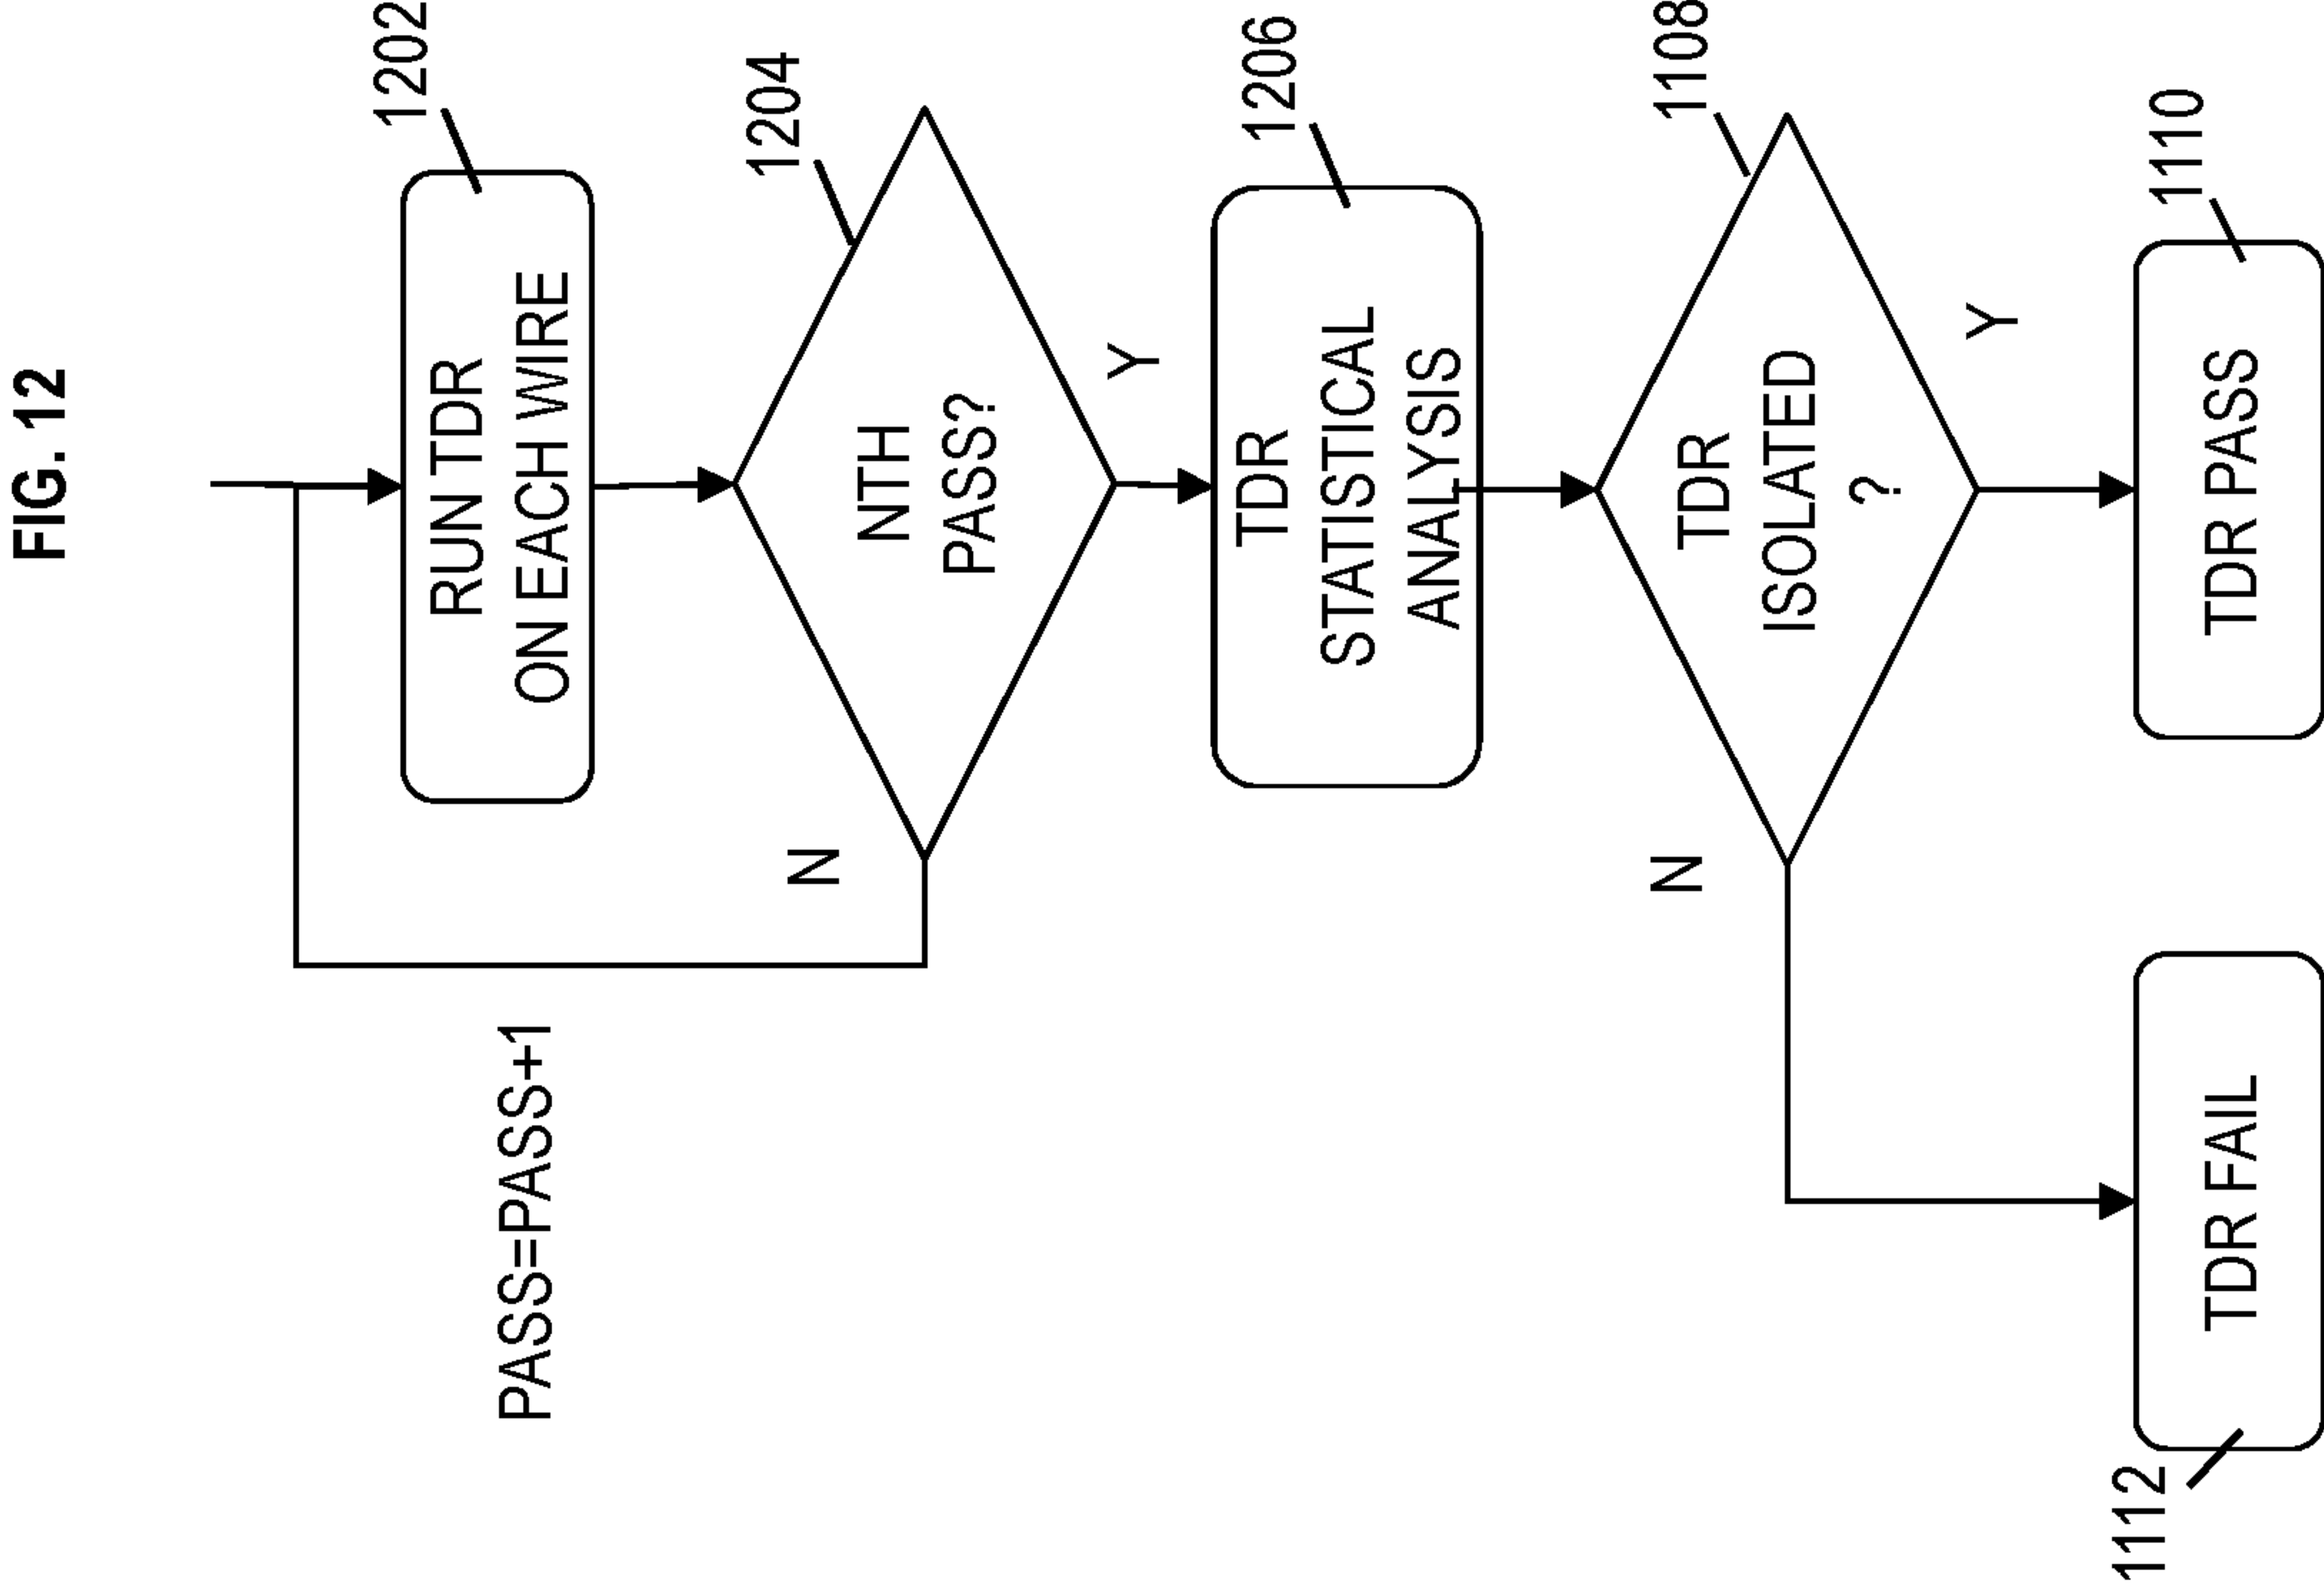 FIG. 12
1202
RUN TDR
ON EACH WIRE
1204
NTH
PASS?
N
Y
PASS=PASS+1
1206
TDR
STATISTICAL
ANALYSIS
1108
TDR
ISOLATED
?
N
Y
1110
TDR PASS
TDR FAIL
1112